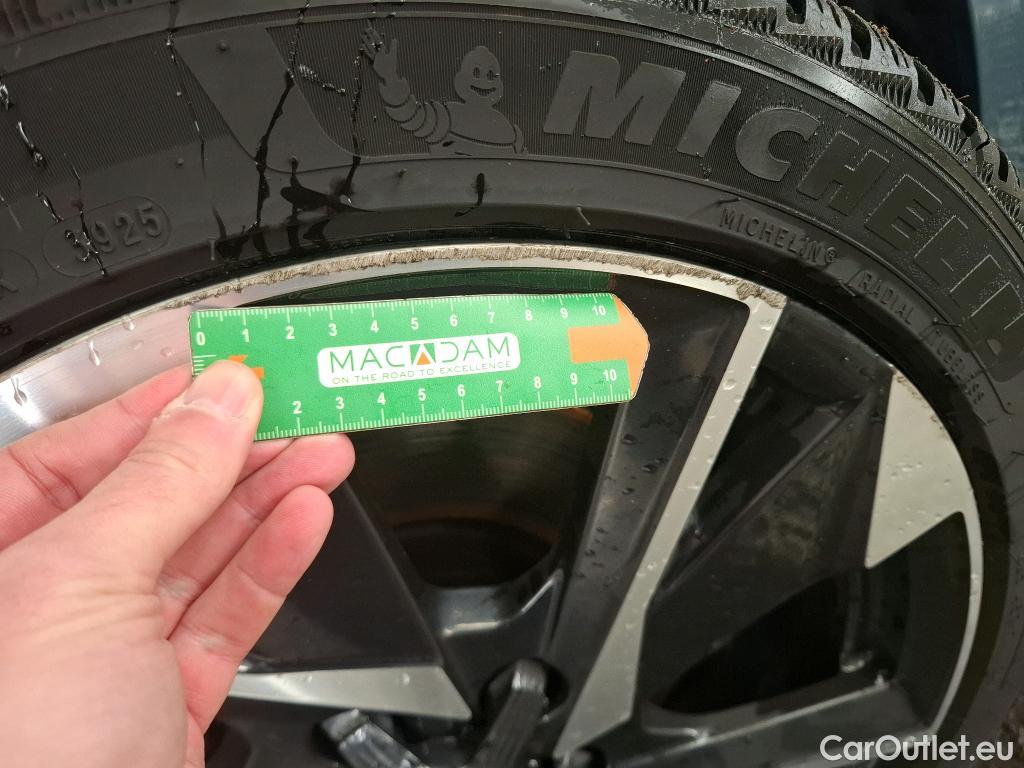 MICHELIN
3925
MICHELIN® RADIAL TUBELESS
0 1 2 3 4 5 6 7 8 9 10
MACADAM
ON THE ROAD TO EXCELLENCE
2 3 4 5 6 7 8 9 10
CarOutlet.eu